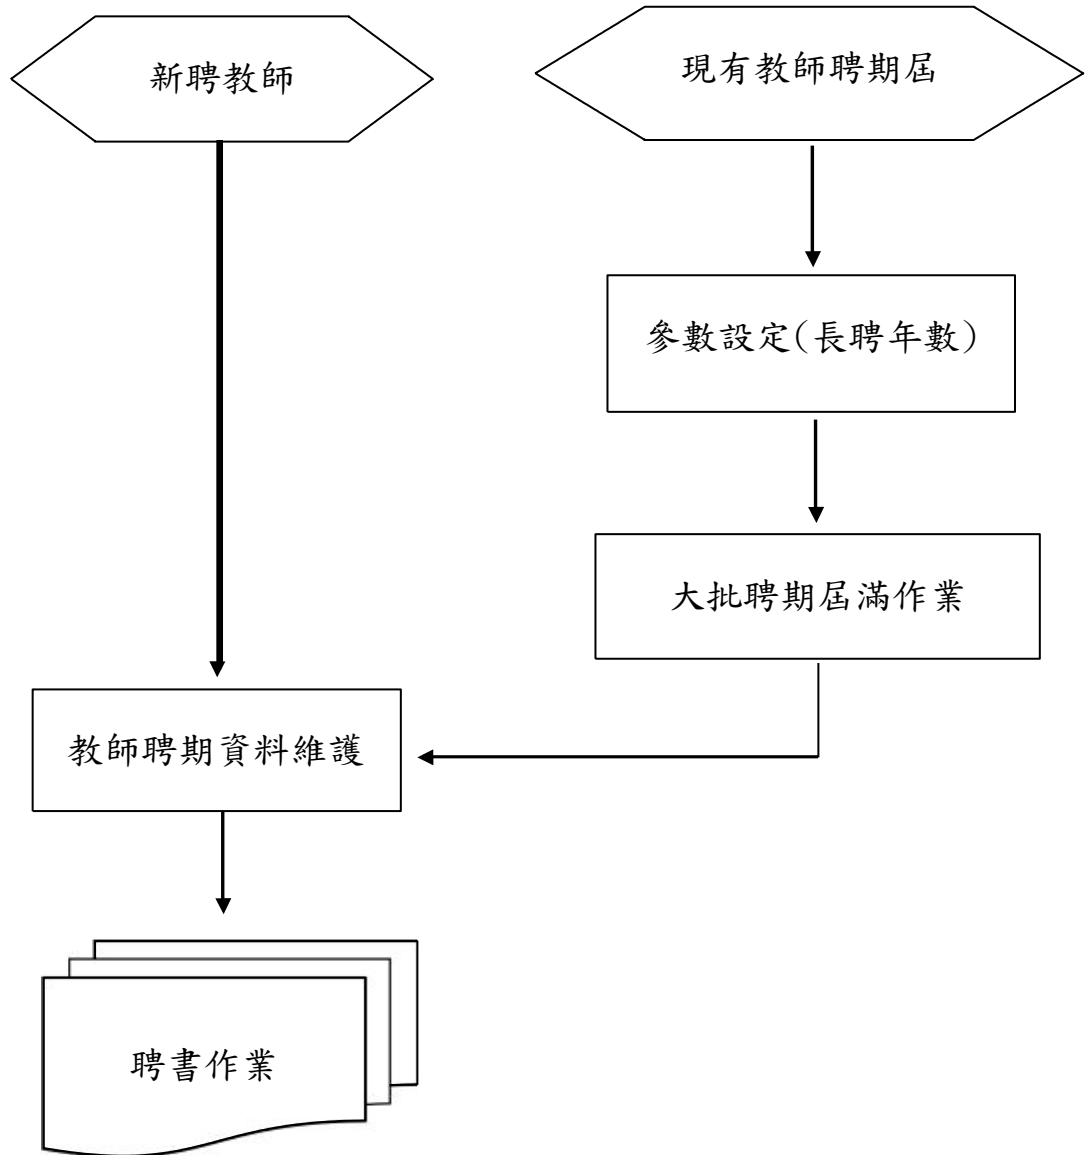 新聘教師
現有教師聘期屆
參數設定(長聘年數)
大批聘期屆滿作業
教師聘期資料維護
聘書作業